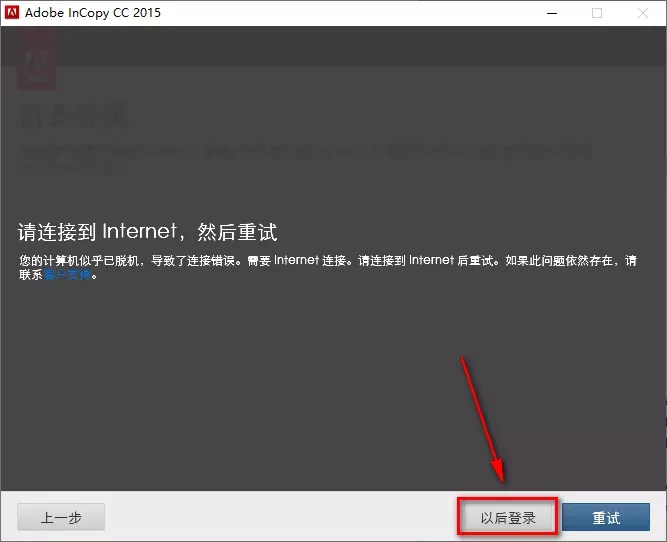 Adobe InCopy CC 2015
请连接到 Internet，然后重试
您的计算机似乎已脱机，导致了连接错误。需要 Internet 连接。请连接到 Internet 后重试。如果此问题依然存在，请
联系客户支持。
上一步
以后登录
重试